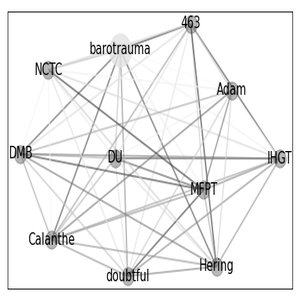 463
barotrauma
NCTC
Adam
DMB
DU
IHGT
MFPT
Calanthe
Hering
doubtful